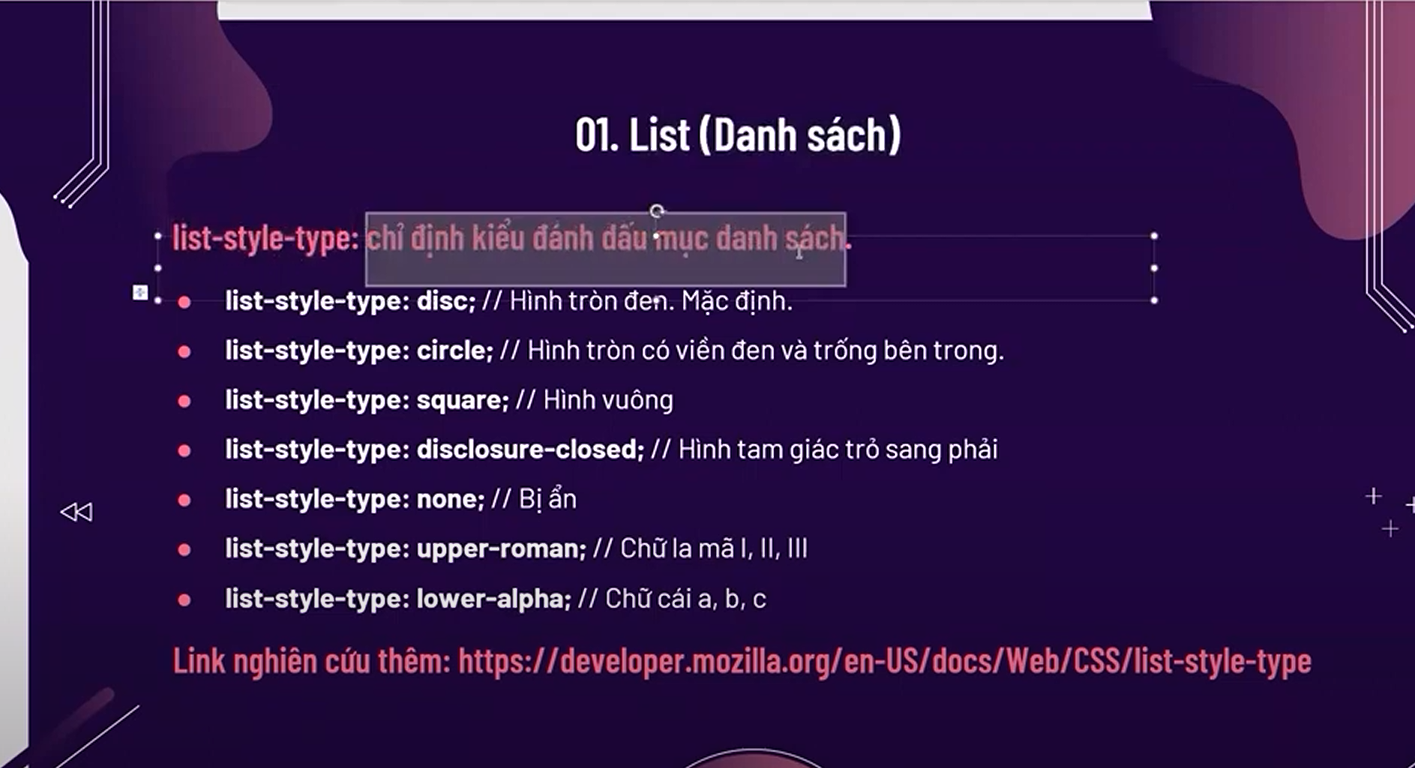 01. List (Danh sách)
list-style-type: chỉ định kiểu đánh dấu mục danh sách.
list-style-type: disc; // Hình tròn đen. Mặc định.
list-style-type: circle; // Hình tròn có viền đen và trống bên trong.
list-style-type: square; // Hình vuông
list-style-type: disclosure-closed; // Hình tam giác trỏ sang phải
list-style-type: none; // Bị ẩn
list-style-type: upper-roman; // Chữ la mã I, II, III
list-style-type: lower-alpha; // Chữ cái a, b, c
Link nghiên cứu thêm: https://developer.mozilla.org/en-US/docs/Web/CSS/list-style-type